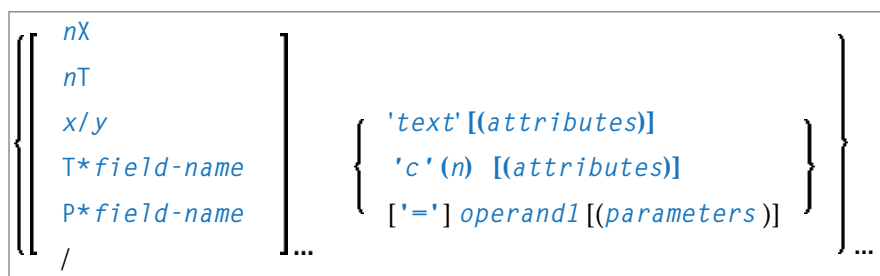 nX
nT
x/y 'text' [(attributes)]
T*field-name 'c' (n) [(attributes)]
P*field-name ['='] operand1 [(parameters )]
/ ... ...